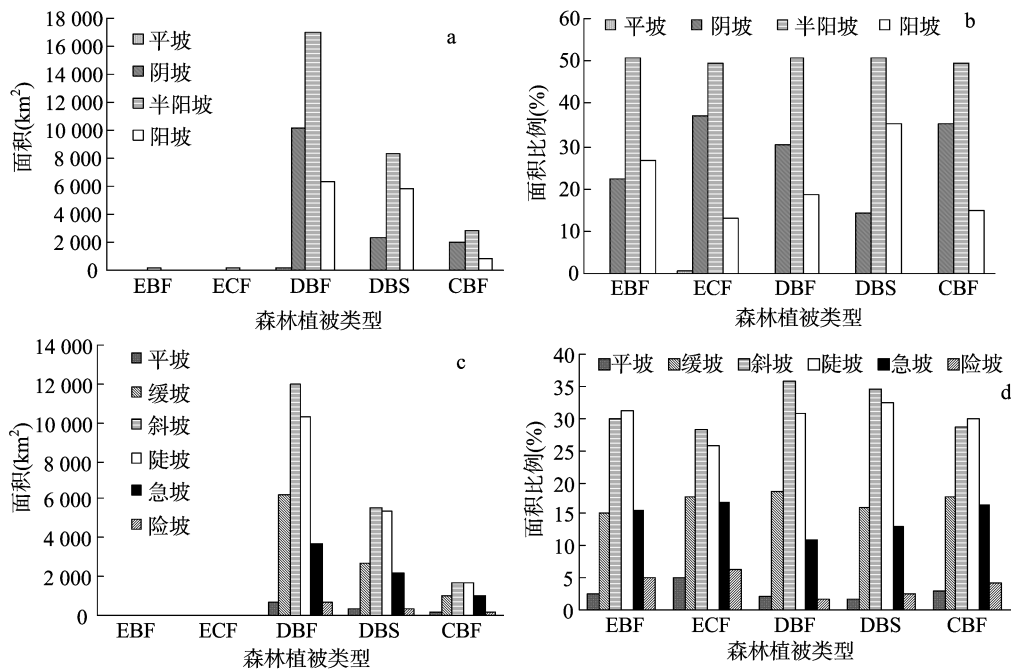 a
18 000
16 000
14 000
12 000
10 000
8 000
6 000
4 000
2 000
0
面积(km²)
平坡
阴坡
半阳坡
阳坡
EBF ECF DBF DBS CBF
森林植被类型
b
60
50
40
30
20
10
0
面积比例(%)
平坡 阴坡 半阳坡 阳坡
EBF ECF DBF DBS CBF
森林植被类型
c
14 000
12 000
10 000
8 000
6 000
4 000
2 000
0
面积(km²)
平坡
缓坡
斜坡
陡坡
急坡
险坡
EBF ECF DBF DBS CBF
森林植被类型
d
40
35
30
25
20
15
10
5
0
面积比例(%)
平坡 缓坡 斜坡 陡坡 急坡 险坡
EBF ECF DBF DBS CBF
森林植被类型